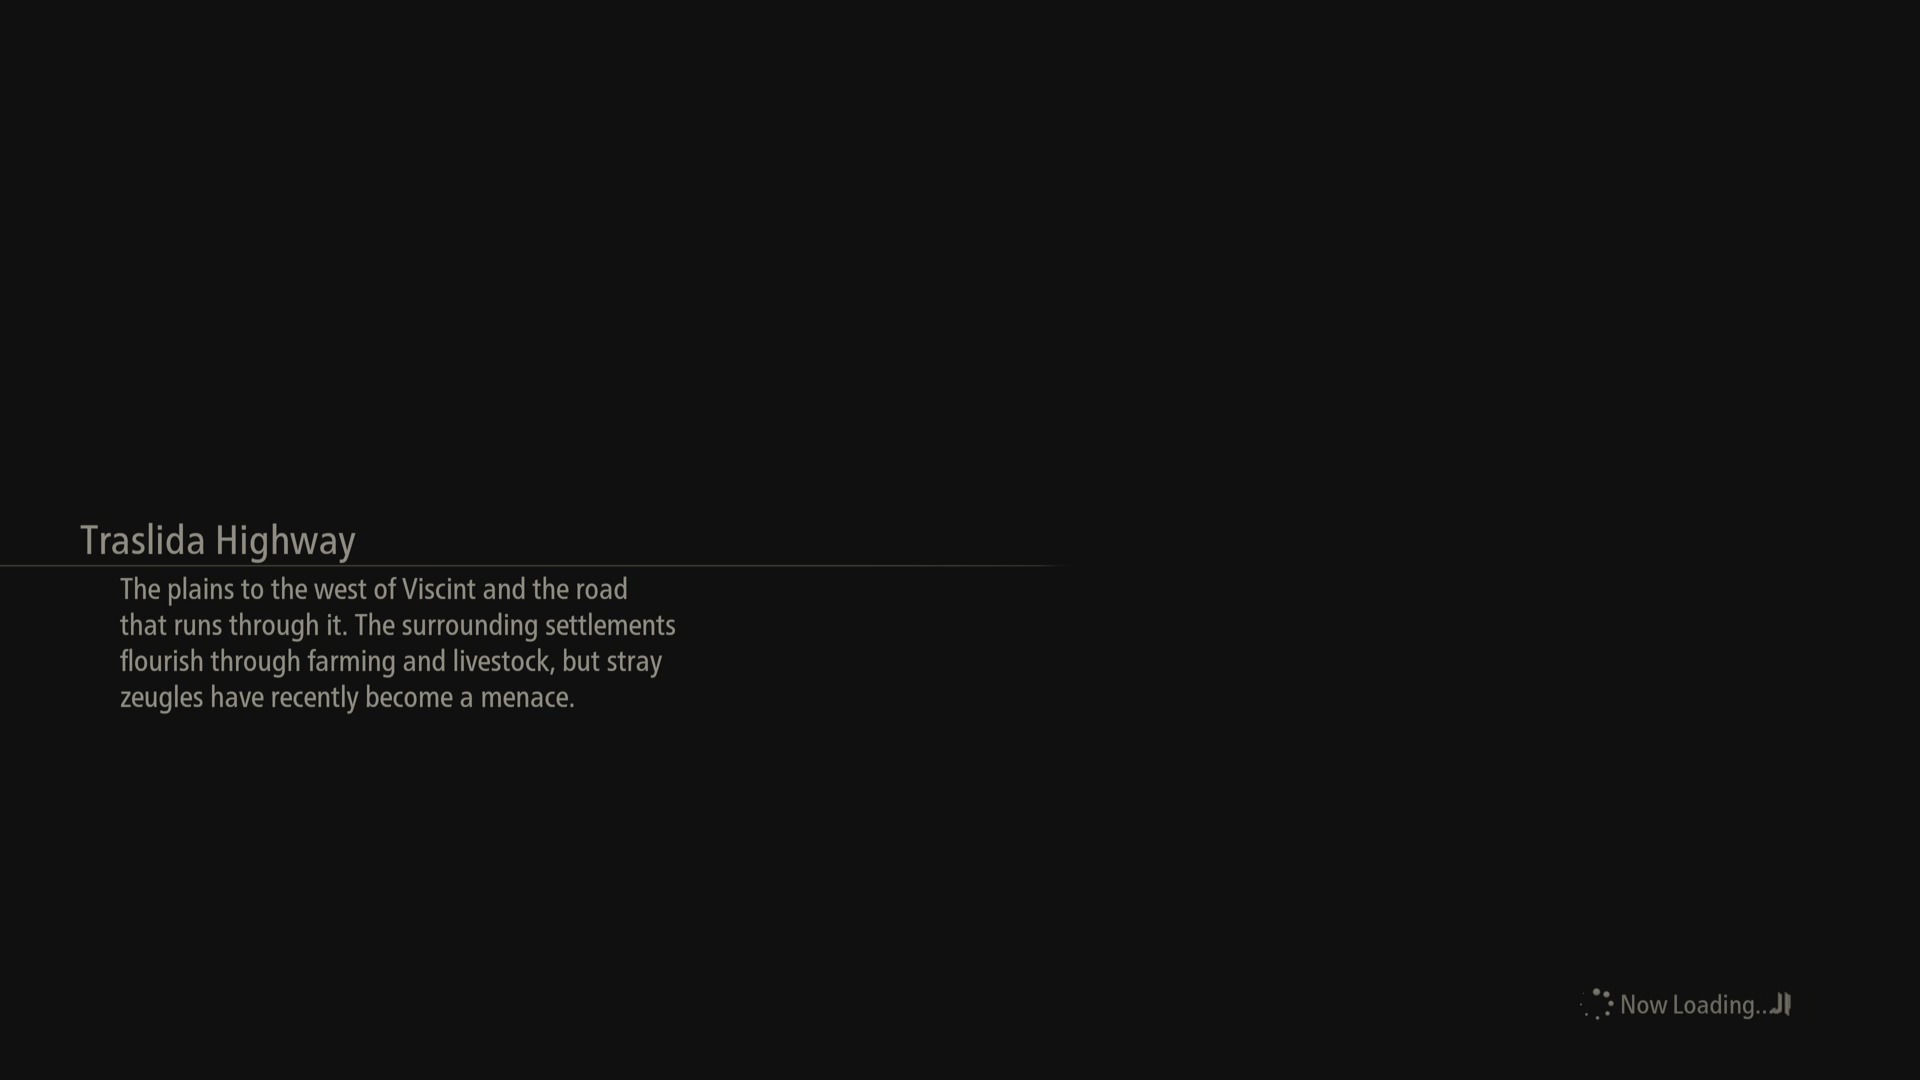 Traslida Highway
The plains to the west of Viscint and the road
that runs through it. The surrounding settlements
flourish through farming and livestock, but stray
zeugles have recently become a menace.
Now Loading...